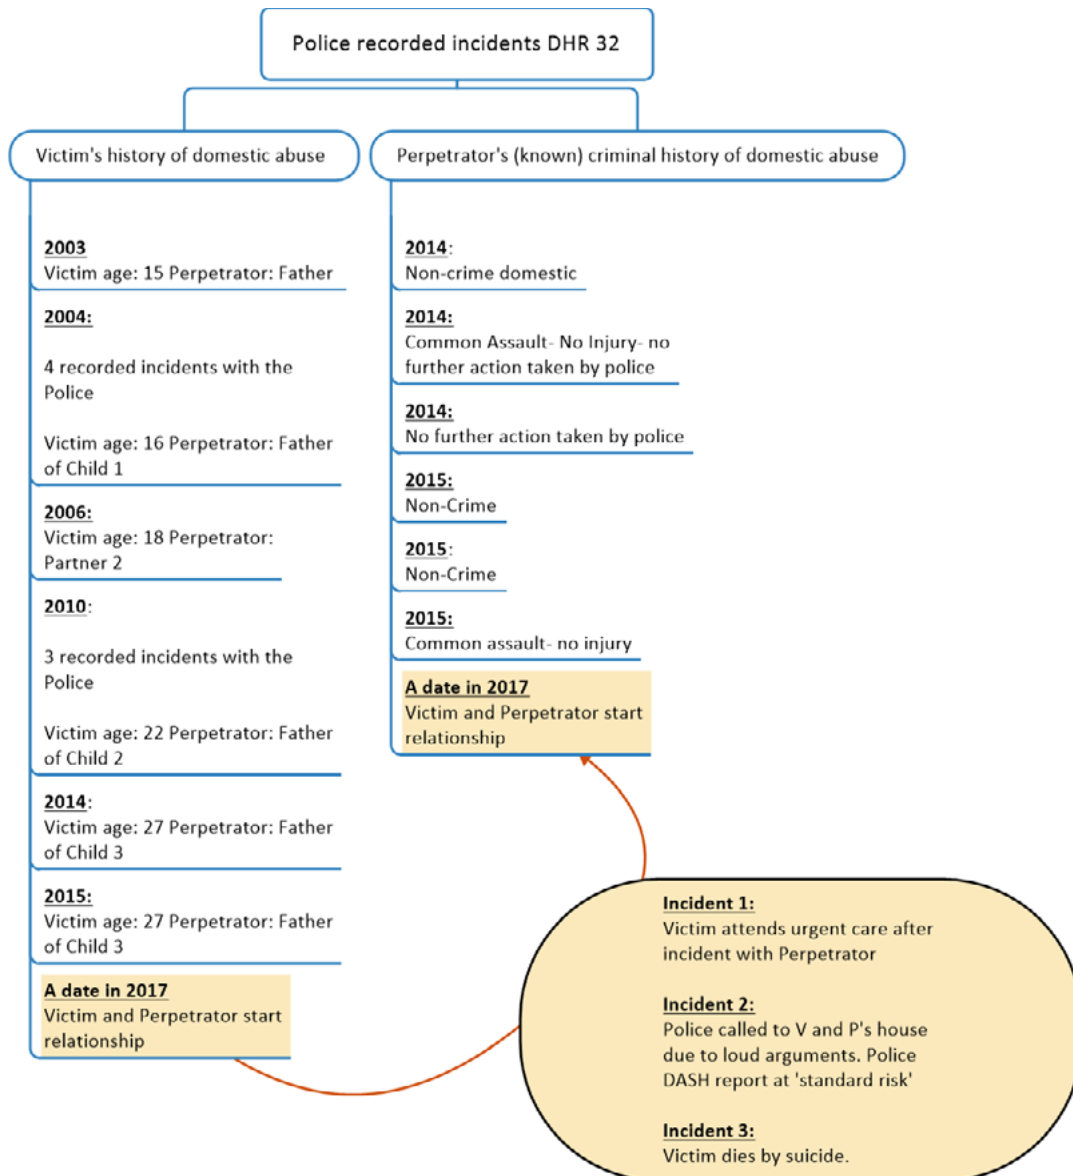 Police recorded incidents DHR 32
Victim's history of domestic abuse
2003
Victim age: 15 Perpetrator: Father
2004:
4 recorded incidents with the
Police
Victim age: 16 Perpetrator: Father
of Child 1
2006:
Victim age: 18 Perpetrator:
Partner 2
2010:
3 recorded incidents with the
Police
Victim age: 22 Perpetrator: Father
of Child 2
2014:
Victim age: 27 Perpetrator: Father
of Child 3
2015:
Victim age: 27 Perpetrator: Father
of Child 3
A date in 2017
Victim and Perpetrator start
relationship
Perpetrator's (known) criminal history of domestic abuse
2014:
Non-crime domestic
2014:
Common Assault- No Injury- no
further action taken by police
2014:
No further action taken by police
2015:
Non-Crime
2015:
Non-Crime
2015:
Common assault- no injury
A date in 2017
Victim and Perpetrator start
relationship
Incident 1:
Victim attends urgent care after
incident with Perpetrator
Incident 2:
Police called to V and P's house
due to loud arguments. Police
DASH report at 'standard risk'
Incident 3:
Victim dies by suicide.